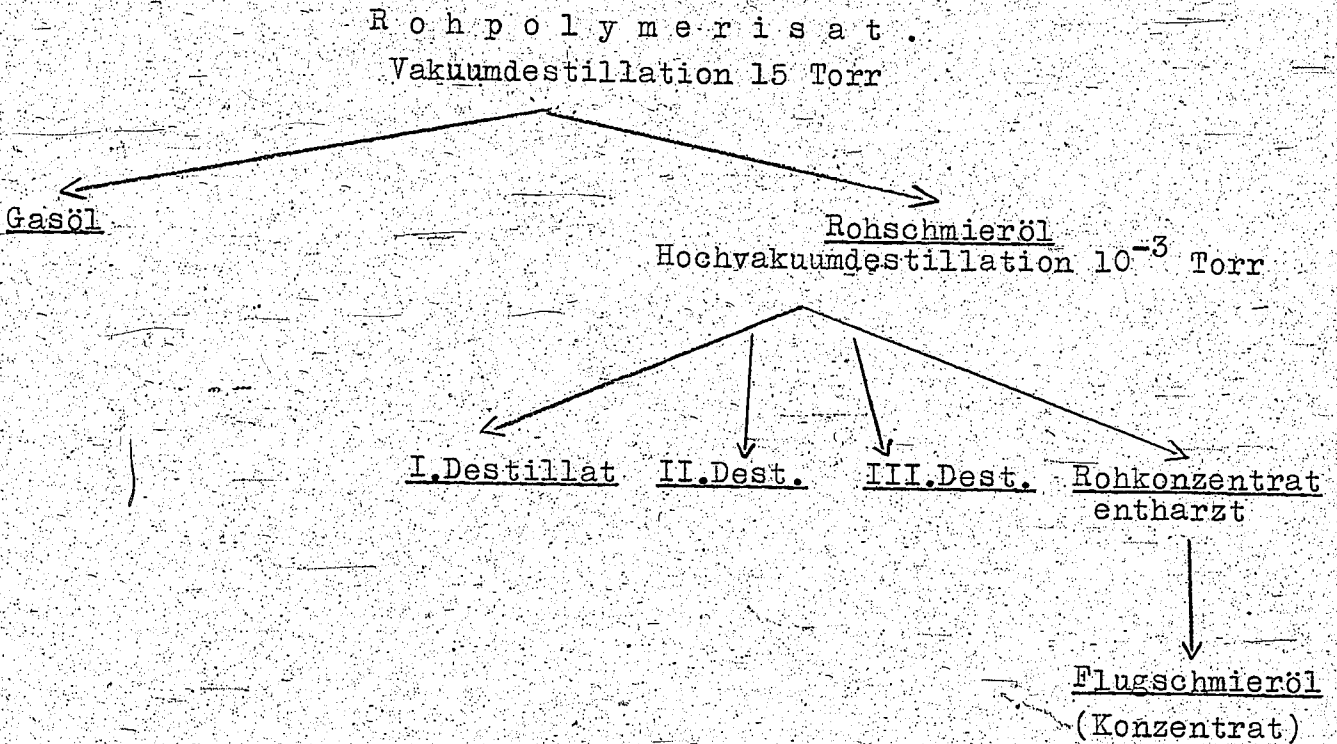 R o h p o l y m e r i s a t .
Vakuumdestillation 15 Torr
Gasöl
Rohschmieröl
Hochvakuumdestillation 10⁻³ Torr
I.Destillat II.Dest. III.Dest. Rohkonzentrat
entharzt
Flugschmieröl
(Konzentrat)